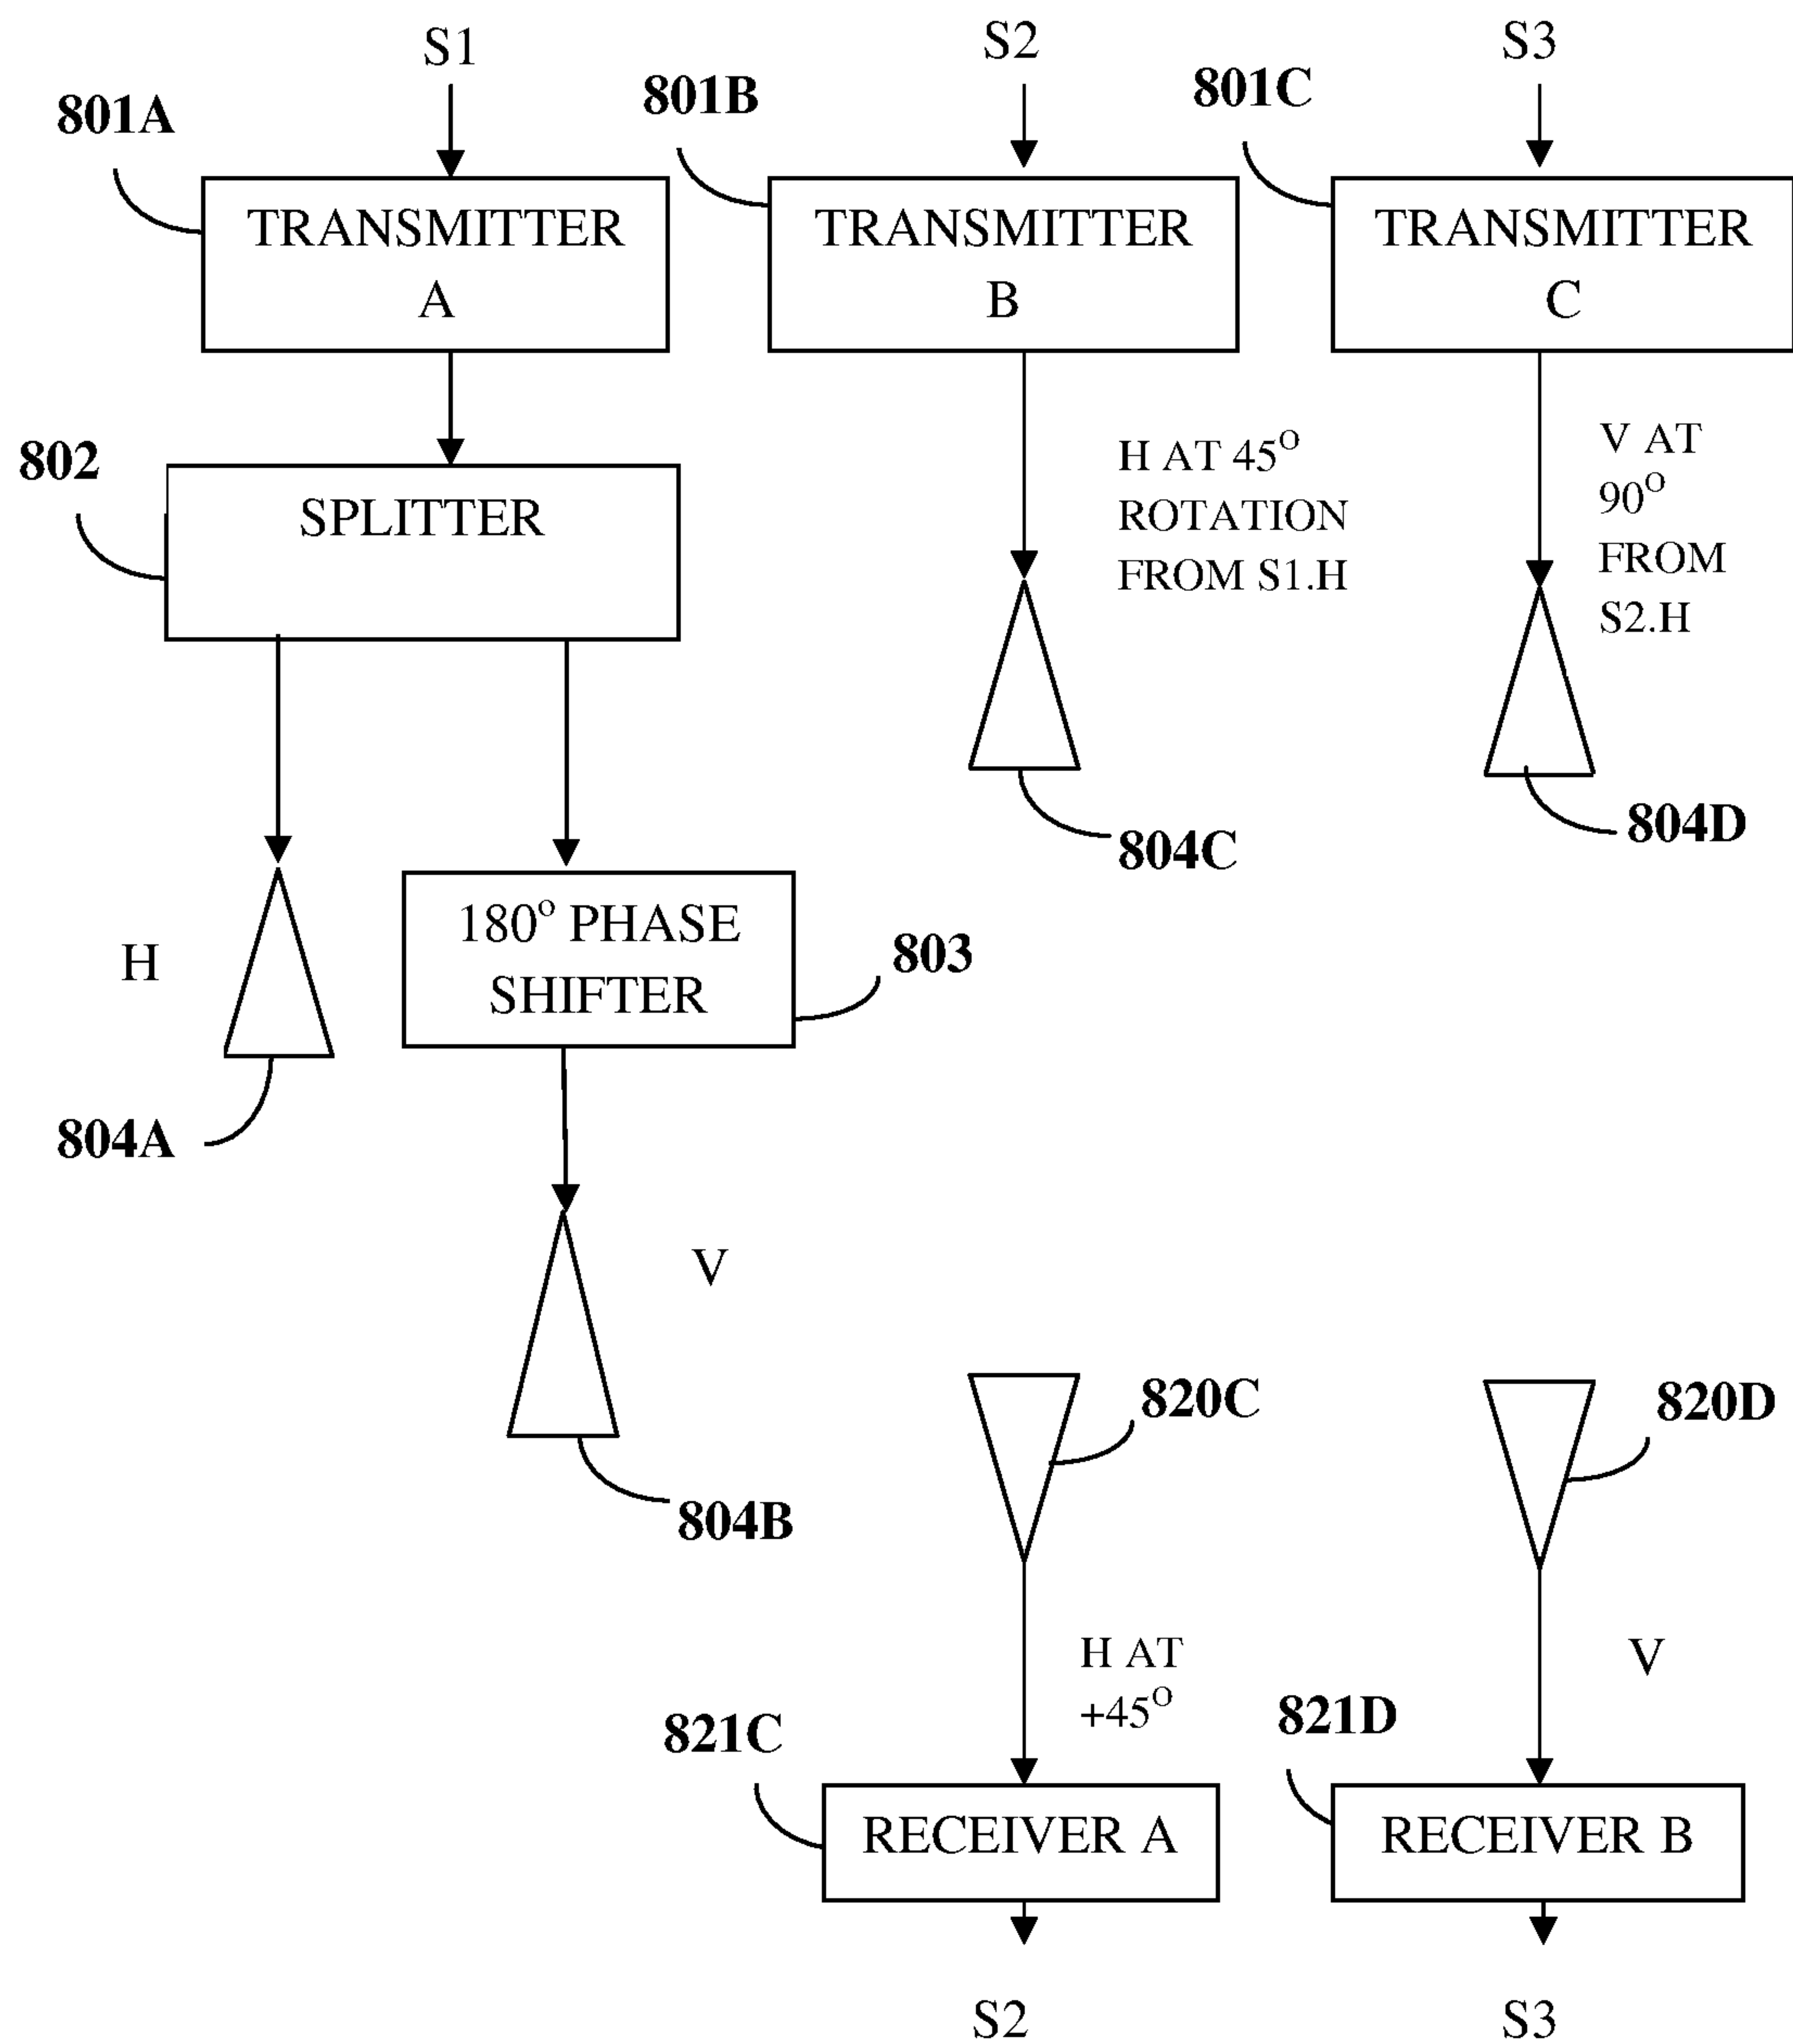 S1
S2
S3
801A
801B
801C
TRANSMITTER
A
TRANSMITTER
B
TRANSMITTER
C
802
SPLITTER
H AT 45O
ROTATION
FROM S1.H
V AT
90O
FROM
S2.H
804C
804D
H
180o PHASE
SHIFTER
803
804A
V
804B
820C
820D
H AT
+45O
V
821C
821D
RECEIVER A
RECEIVER B
S2
S3